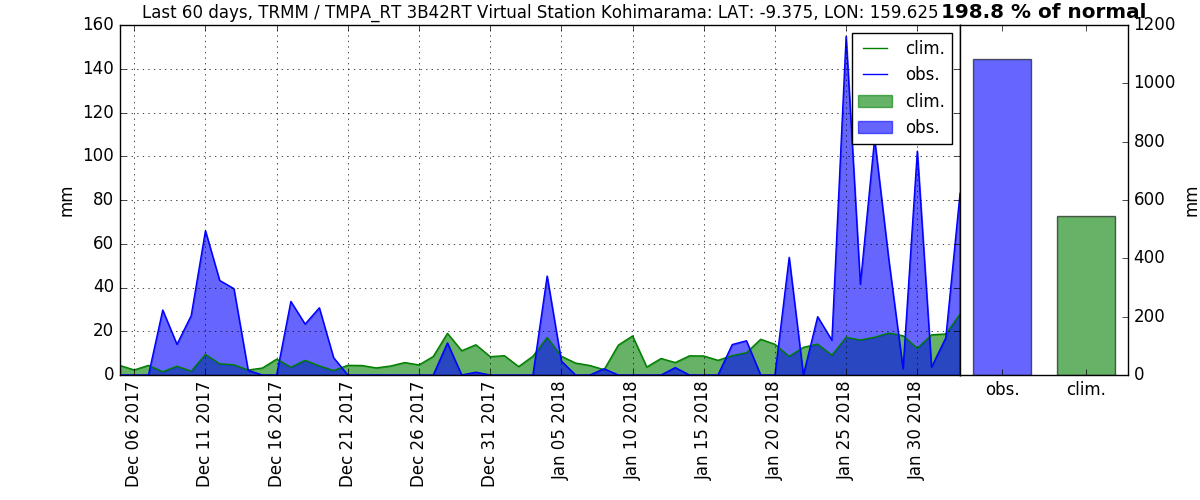 Last 60 days, TRMM / TMPA_RT 3B42RT Virtual Station Kohimarama: LAT: -9.375, LON: 159.625 198.8 % of normal
160
140
120
100
80
60
40
20
0
mm
clim.
obs.
clim.
obs.
1200
1000
800
600
400
200
0
mm
Dec 06 2017
Dec 11 2017
Dec 16 2017
Dec 21 2017
Dec 26 2017
Dec 31 2017
Jan 05 2018
Jan 10 2018
Jan 15 2018
Jan 20 2018
Jan 25 2018
Jan 30 2018
obs.
clim.